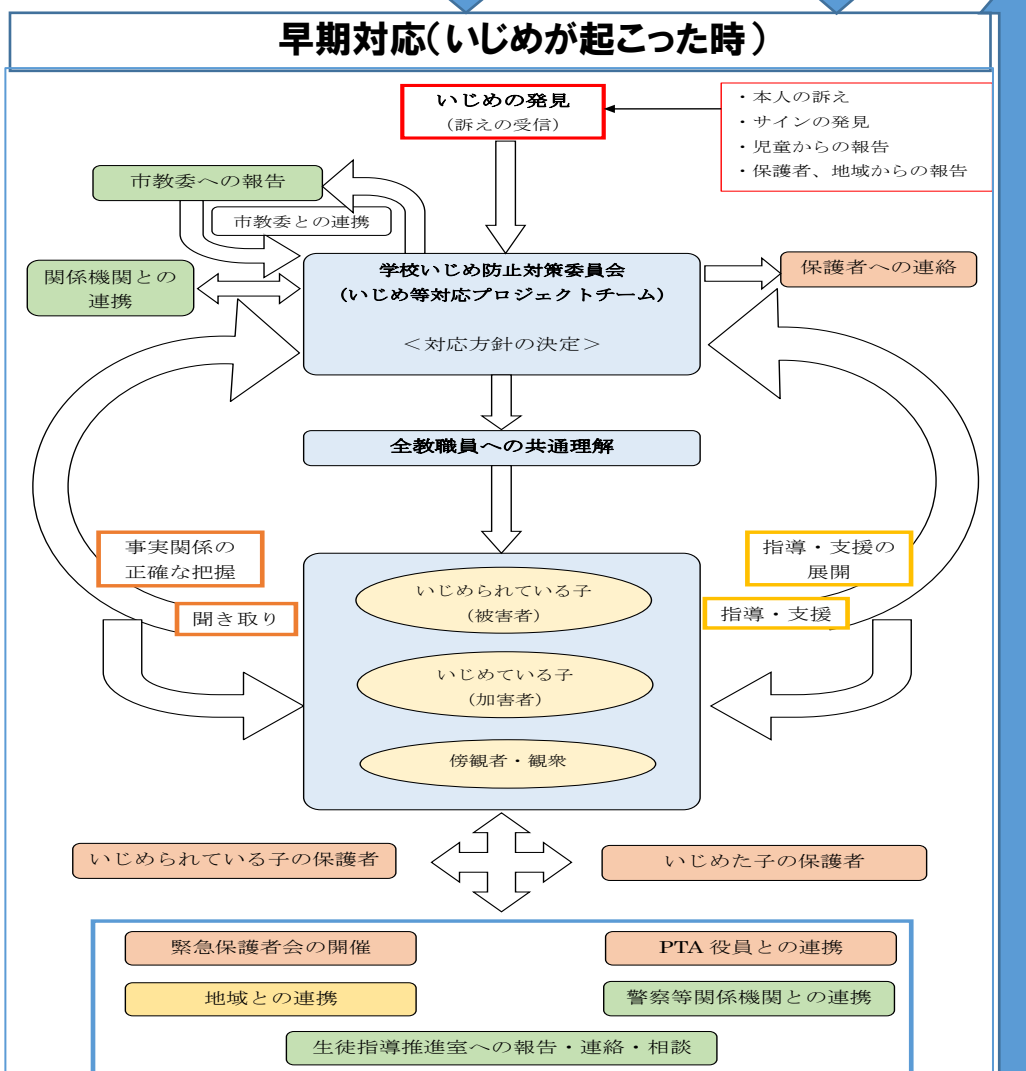 早期対応(いじめが起こった時)
いじめの発見
(訴えの受信)
・本人の訴え
・サインの発見
・児童からの報告
・保護者、地域からの報告
市教委への報告
市教委との連携
関係機関との
連携
学校いじめ防止対策委員会
(いじめ等対応プロジェクトチーム)
＜対応方針の決定＞
保護者への連絡
全教職員への共通理解
事実関係の
正確な把握
聞き取り
指導・支援の
展開
指導・支援
いじめられている子
(被害者)
いじめている子
(加害者)
傍観者・観衆
いじめられている子の保護者
いじめた子の保護者
緊急保護者会の開催
PTA 役員との連携
地域との連携
警察等関係機関との連携
生徒指導推進室への報告・連絡・相談